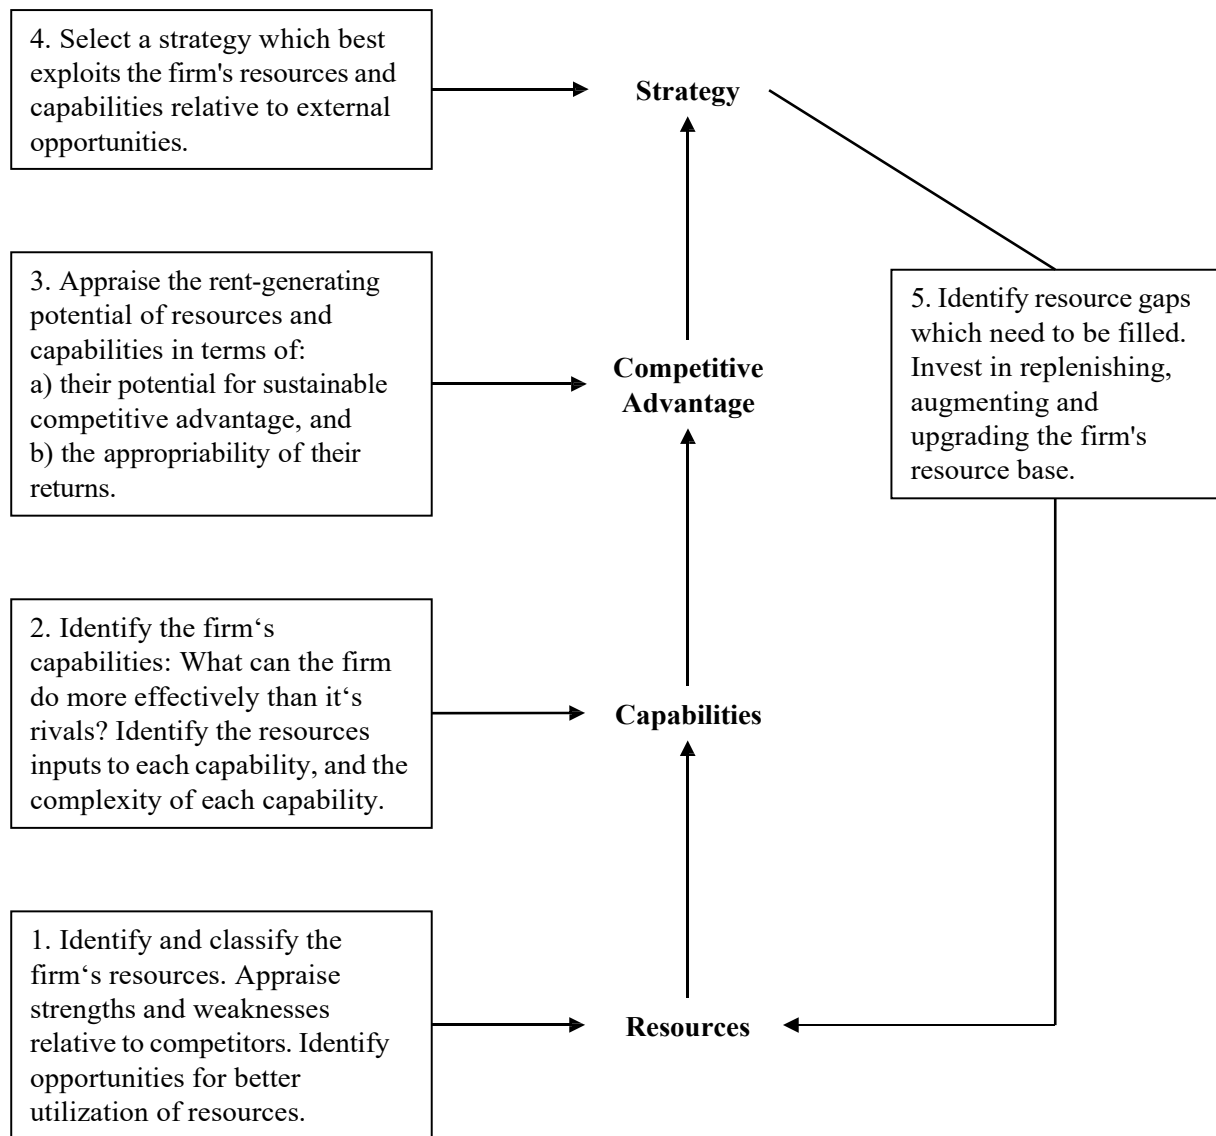 4. Select a strategy which best
exploits the firm's resources and
capabilities relative to external
opportunities.
Strategy
3. Appraise the rent-generating
potential of resources and
capabilities in terms of:
a) their potential for sustainable
competitive advantage, and
b) the appropriability of their
returns.
Competitive
Advantage
5. Identify resource gaps
which need to be filled.
Invest in replenishing,
augmenting and
upgrading the firm's
resource base.
2. Identify the firm‘s
capabilities: What can the firm
do more effectively than it‘s
rivals? Identify the resources
inputs to each capability, and the
complexity of each capability.
Capabilities
1. Identify and classify the
firm‘s resources. Appraise
strengths and weaknesses
relative to competitors. Identify
opportunities for better
utilization of resources.
Resources